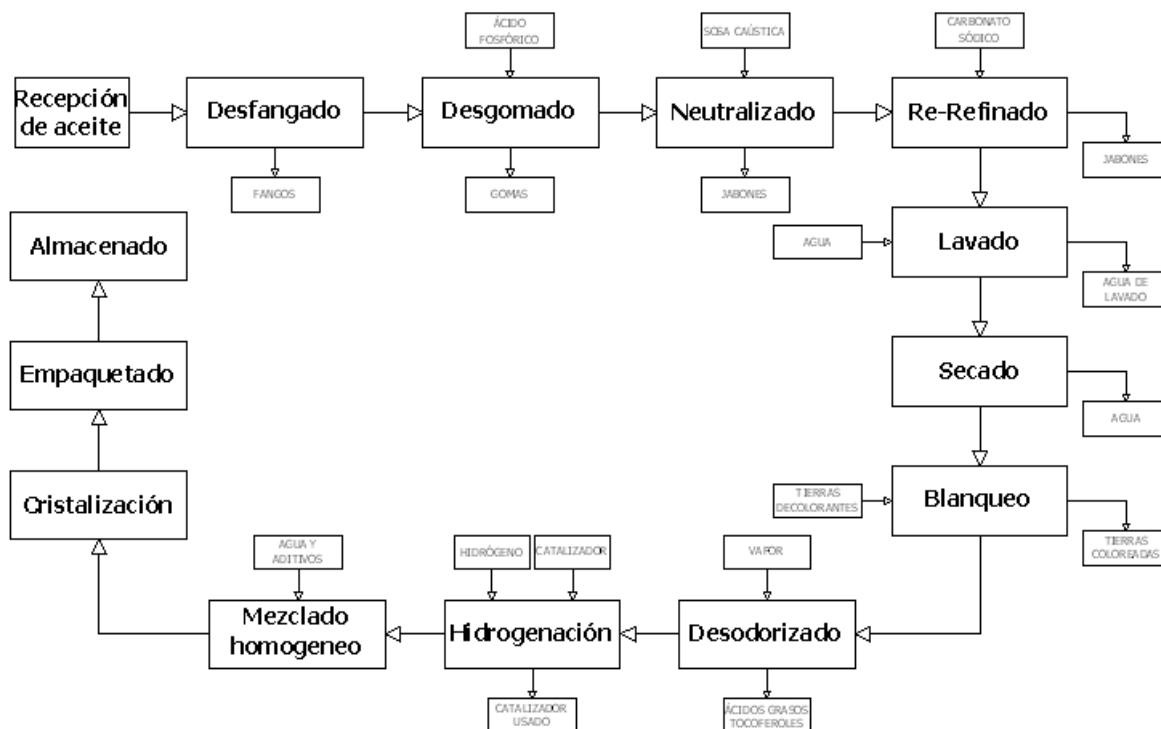 ÁCIDO
FOSFÓRICO
SOSA CAÚSTICA
CARBONATO
SÓDICO
Recepción
de aceite
Desfangado
Desgomado
Neutralizado
Re-Refinado
FANGOS
GOMAS
JABONES
JABONES
Almacenado
AGUA
Lavado
AGUA DE
LAVADO
Empaquetado
Secado
AGUA
Cristalización
TIERRAS
DECOLORANTES
Blanqueo
TIERRAS
COLOREADAS
AGUA Y
ADITIVOS
HIDRÓGENO
CATALIZADOR
VAPOR
Mezclado
homogeneo
Hidrogenación
Desodorizado
CATALIZADOR
USADO
ÁCIDOS GRASOS
TOCOFEROLES